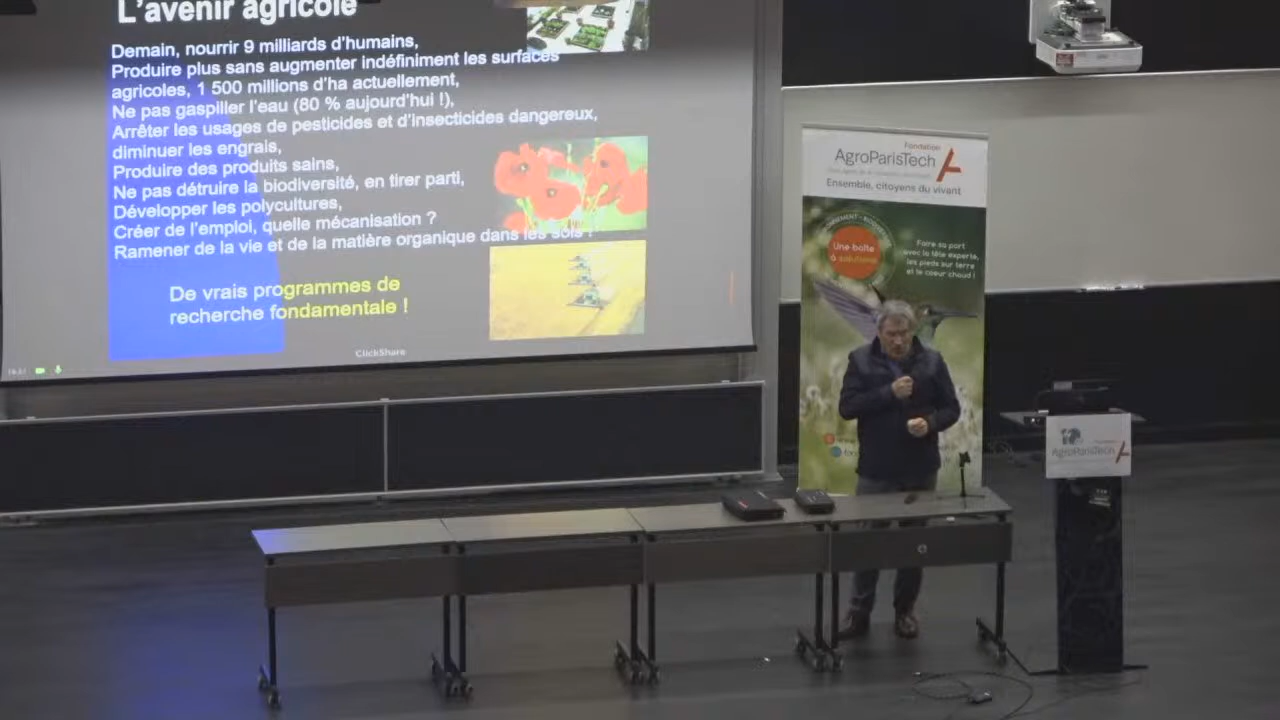 L'avenir agricole
Demain, nourrir 9 milliards d'humains,
Produire plus sans augmenter indéfiniment les surfaces
agricoles, 1 500 millions d'ha actuellement,
Ne pas gaspiller l'eau (80 % aujourd'hui !),
Arrêter les usages de pesticides et d'insecticides dangereux,
diminuer les engrais,
Produire des produits sains,
Ne pas détruire la biodiversité, en tirer parti,
Développer les polycultures,
Créer de l'emploi, quelle mécanisation ?
Ramener de la vie et de la matière organique dans les sols !
De vrais programmes de
recherche fondamentale !
ClickShare
Fondation
AgroParisTech
Ensemble, citoyens du vivant
Une boîte
à solutions
Faire sa part
avec la tête experte,
les pieds sur terre
et le coeur chaud !
Fondation
AgroParisTech